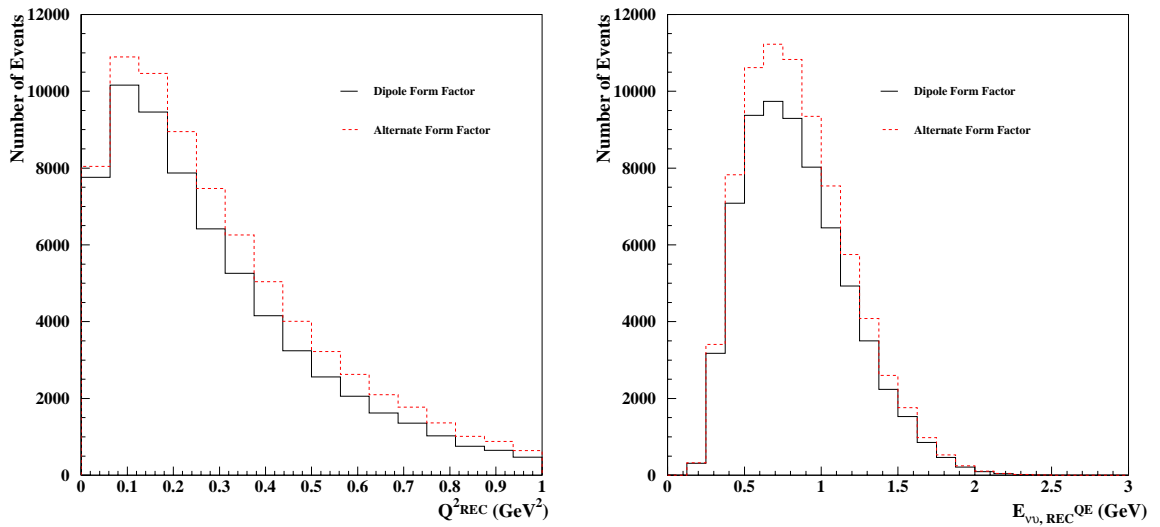 12000
10000
8000
6000
4000
2000
0
Number of Events
Dipole Form Factor
Alternate Form Factor
0 0.1 0.2 0.3 0.4 0.5 0.6 0.7 0.8 0.9 1
Q²ᴿᴱᶜ (GeV²)
12000
10000
8000
6000
4000
2000
0
Number of Events
Dipole Form Factor
Alternate Form Factor
0 0.5 1 1.5 2 2.5 3
E_νυ, REC^QE (GeV)